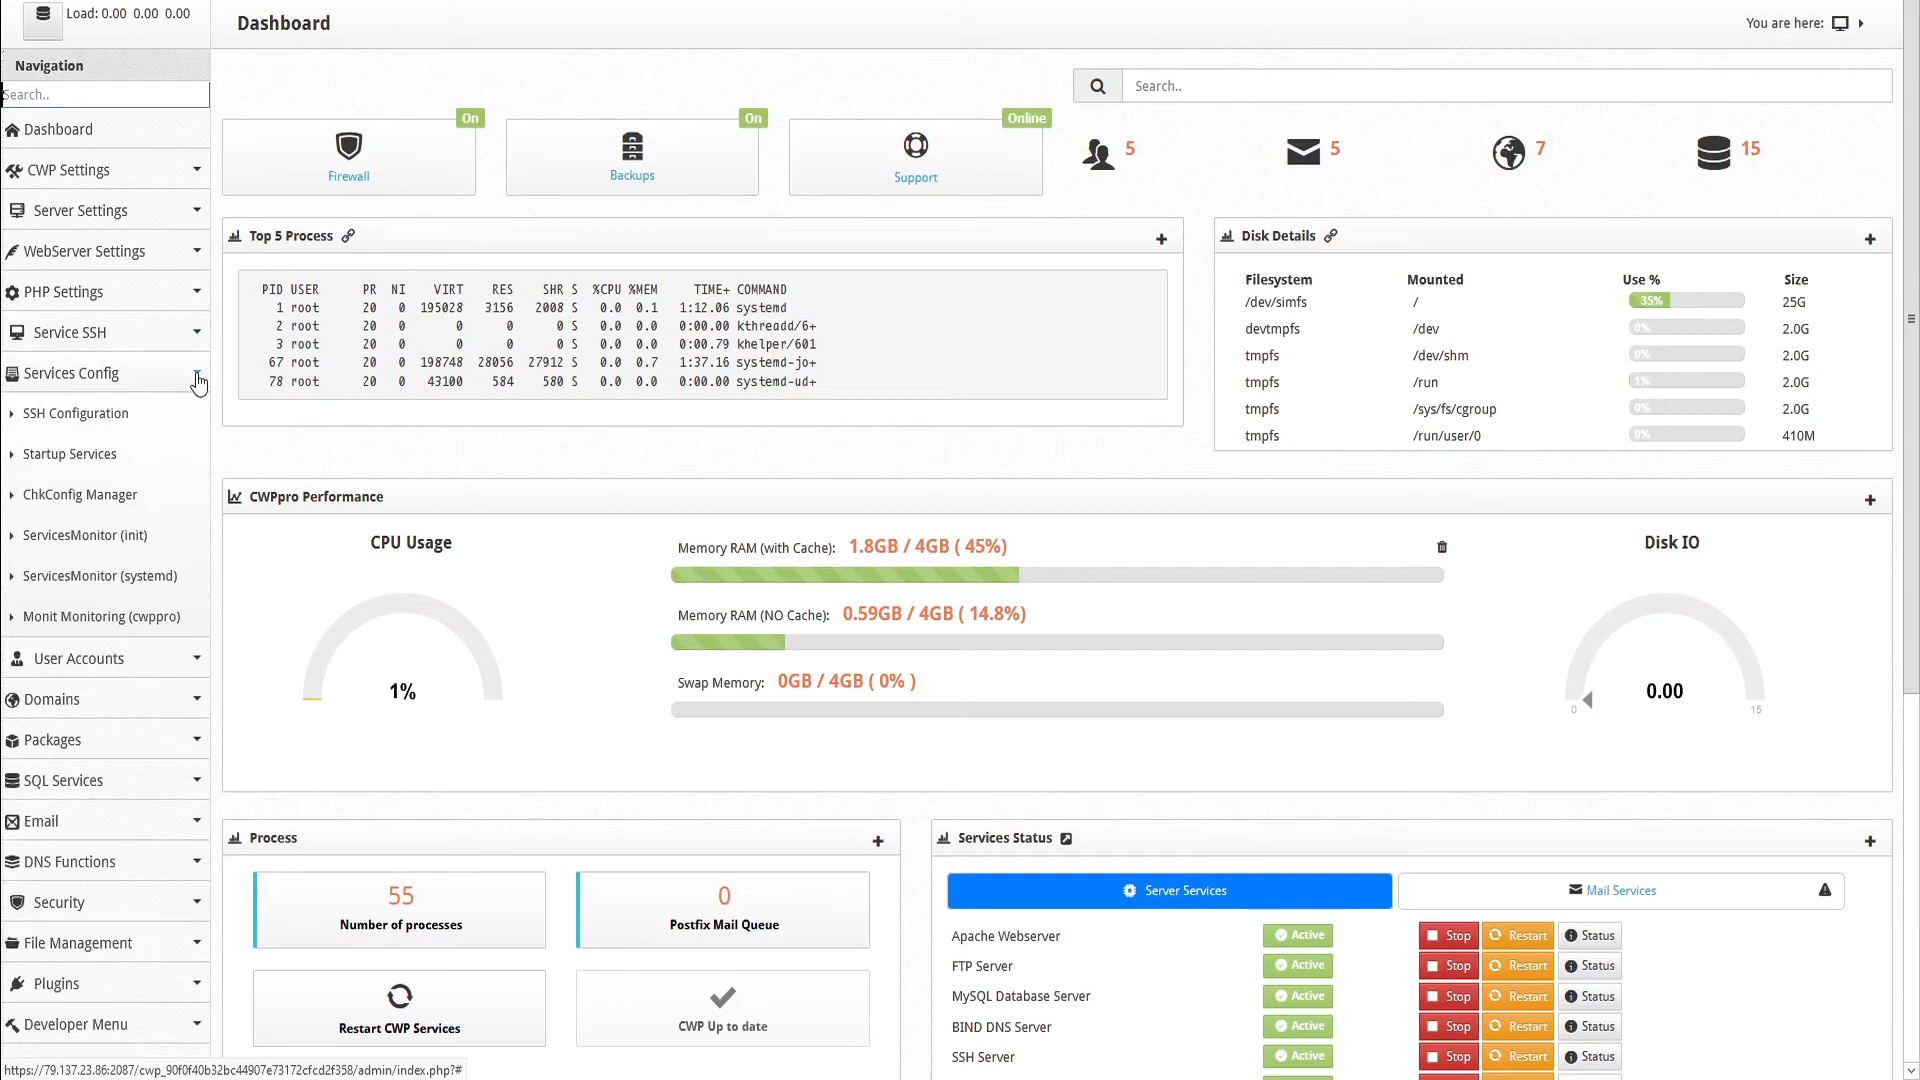 Load: 0.00 0.00 0.00
Dashboard
You are here:
Navigation
Search..
Search..
Dashboard
CWP Settings
Server Settings
WebServer Settings
PHP Settings
Service SSH
Services Config
SSH Configuration
Startup Services
ChkConfig Manager
ServicesMonitor (init)
ServicesMonitor (systemd)
Monit Monitoring (cwppro)
User Accounts
Domains
Packages
SQL Services
Email
DNS Functions
Security
File Management
Plugins
Developer Menu
On
Firewall
On
Backups
Online
Support
5
5
7
15
Top 5 Process
PID USER PR NI VIRT RES SHR S %CPU %MEM TIME+ COMMAND
1 root 20 0 195028 3156 2008 S 0.0 0.1 1:12.06 systemd
2 root 20 0 0 0 0 S 0.0 0.0 0:00.00 kthreadd/6+
3 root 20 0 0 0 0 S 0.0 0.0 0:00.79 khelper/601
67 root 20 0 198748 28056 27912 S 0.0 0.7 1:37.16 systemd-jo+
78 root 20 0 43100 584 580 S 0.0 0.0 0:00.00 systemd-ud+
Disk Details
Filesystem Mounted Use % Size
/dev/simfs / 35% 25G
devtmpfs /dev 0% 2.0G
tmpfs /dev/shm 0% 2.0G
tmpfs /run 1% 2.0G
tmpfs /sys/fs/cgroup 0% 2.0G
tmpfs /run/user/0 0% 410M
CWPpro Performance
CPU Usage
1%
Memory RAM (with Cache): 1.8GB / 4GB ( 45%)
Memory RAM (NO Cache): 0.59GB / 4GB ( 14.8%)
Swap Memory: 0GB / 4GB ( 0% )
Disk IO
0.00
0 15
Process
55
Number of processes
0
Postfix Mail Queue
Restart CWP Services
CWP Up to date
Services Status
Server Services
Mail Services
Apache Webserver Active Stop Restart Status
FTP Server Active Stop Restart Status
MySQL Database Server Active Stop Restart Status
BIND DNS Server Active Stop Restart Status
SSH Server Active Stop Restart Status
https://79.137.23.86:2087/cwp_90f0f40b32bc44907e73172cfcd2f358/admin/index.php?#